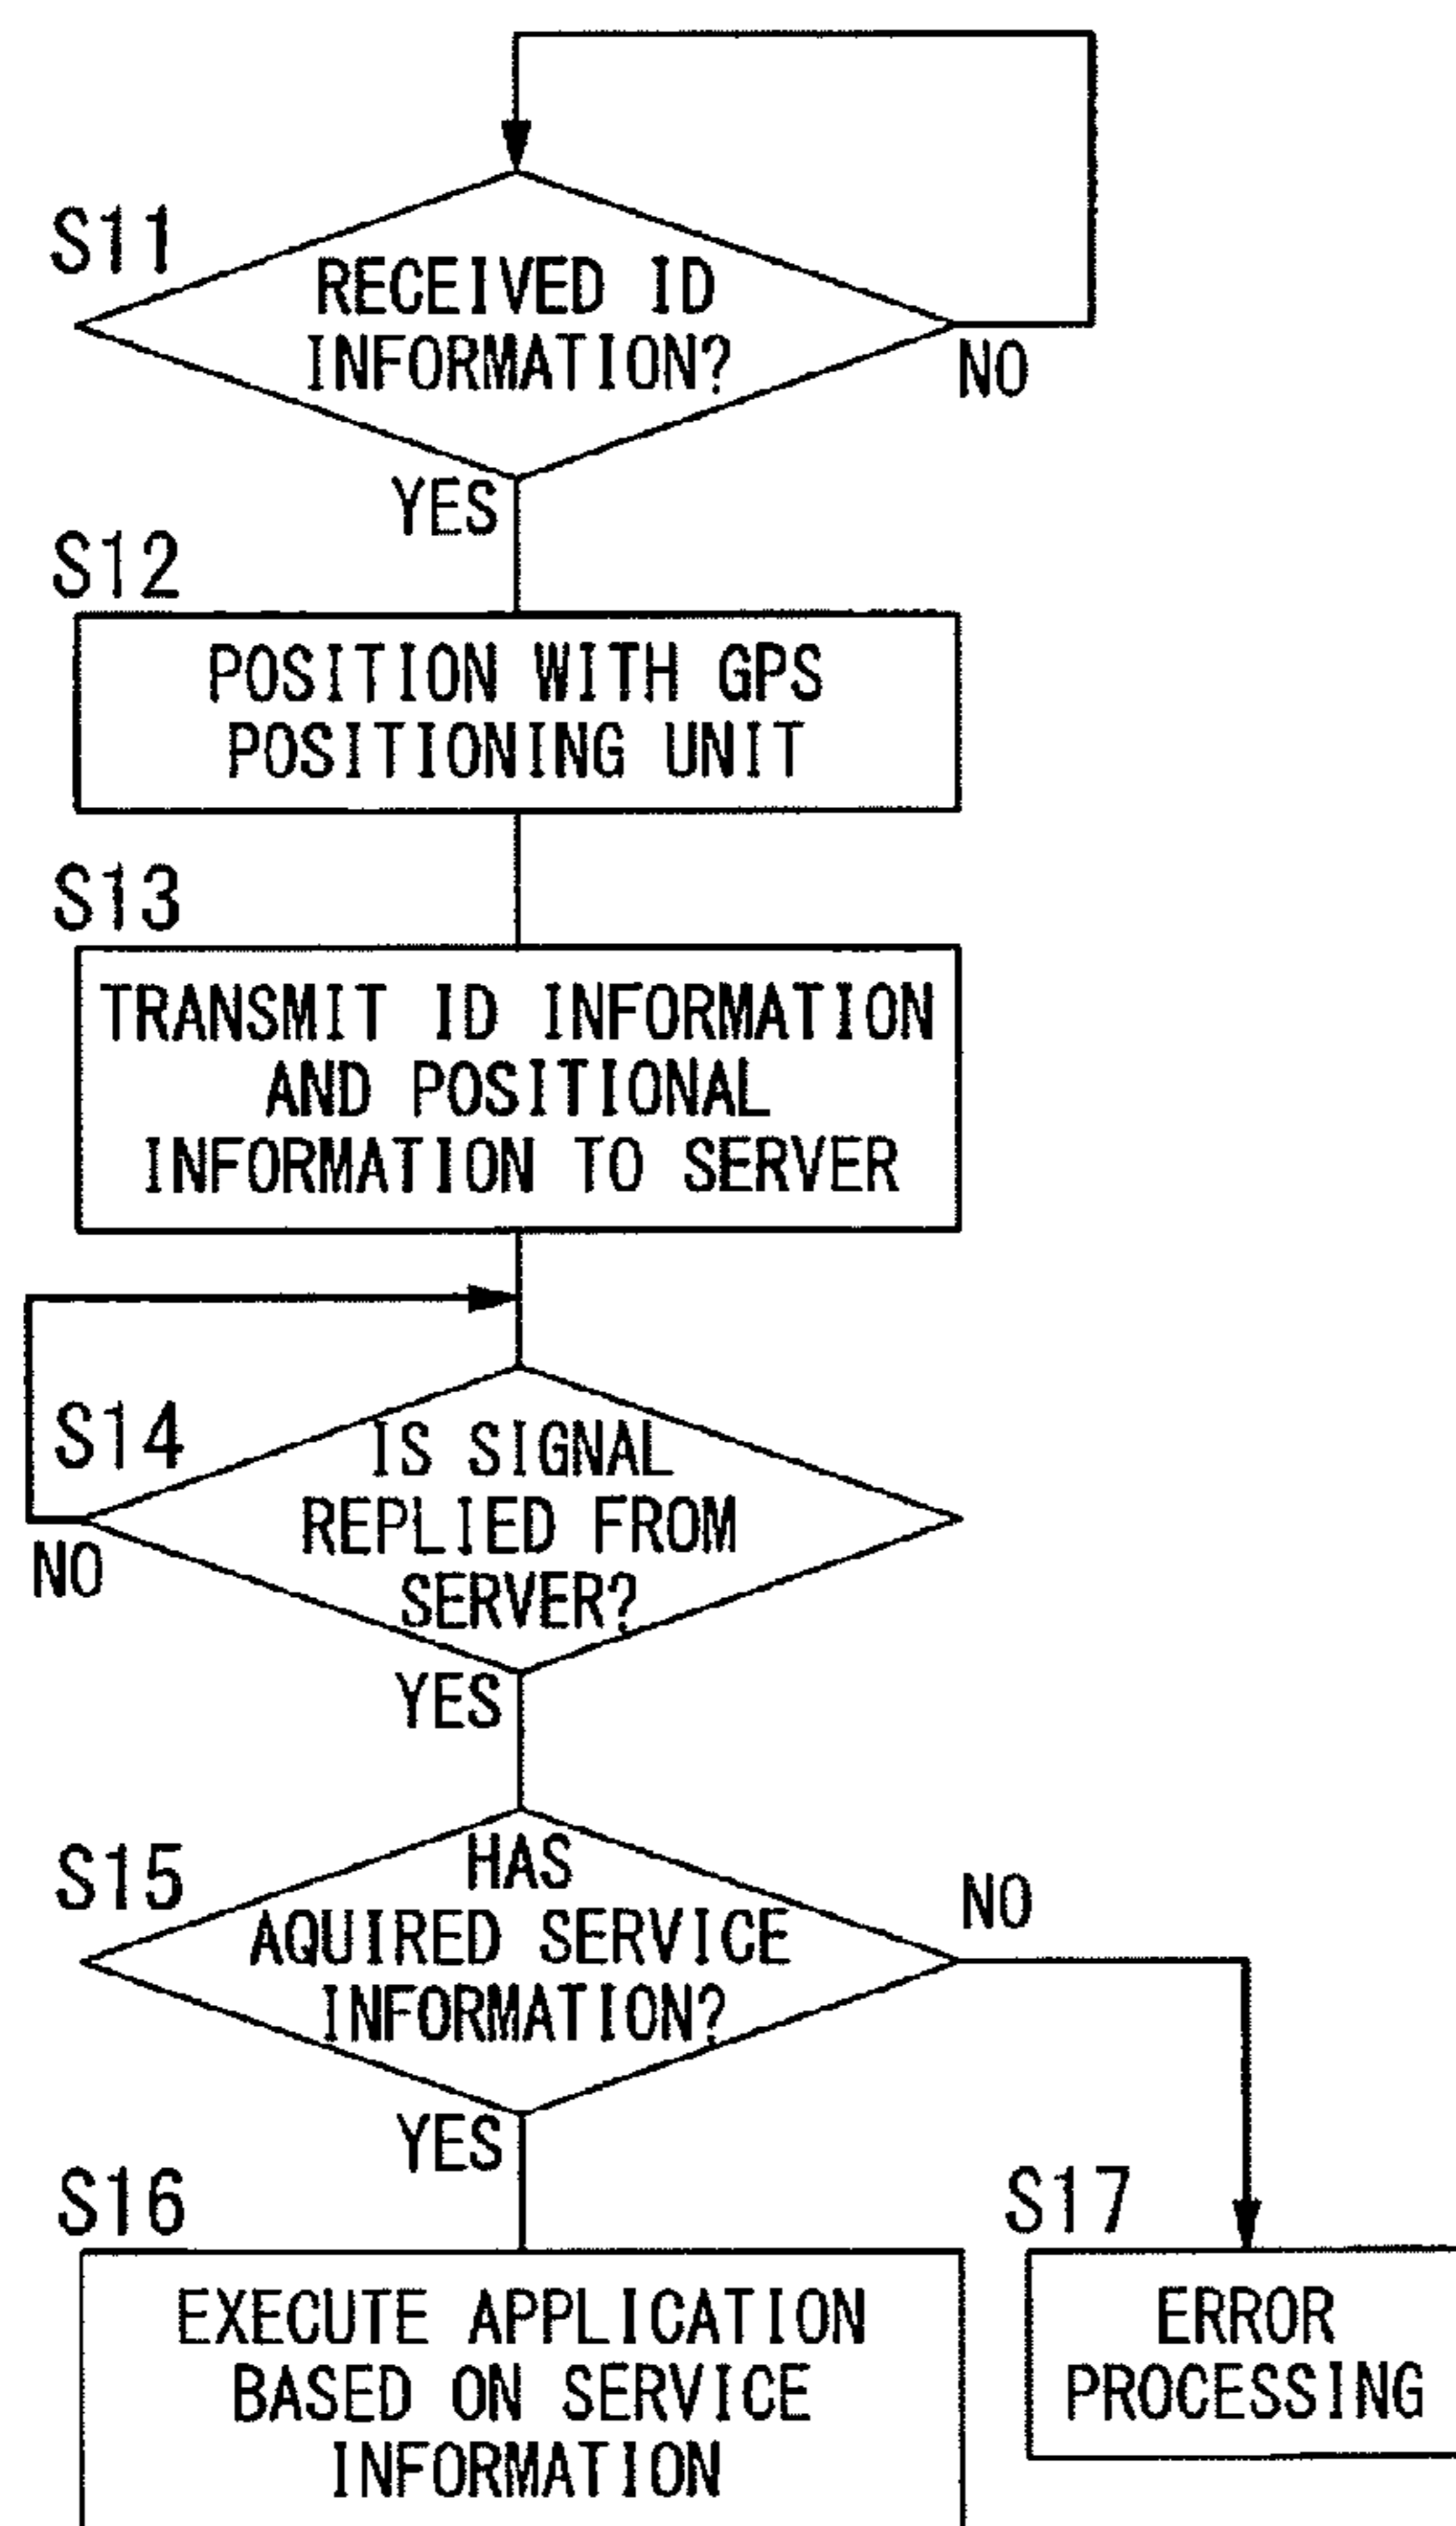 S11
RECEIVED ID
INFORMATION?
NO
YES
S12
POSITION WITH GPS
POSITIONING UNIT
S13
TRANSMIT ID INFORMATION
AND POSITIONAL
INFORMATION TO SERVER
S14
IS SIGNAL
REPLIED FROM
SERVER?
NO
YES
S15
HAS
AQUIRED SERVICE
INFORMATION?
NO
YES
S16
EXECUTE APPLICATION
BASED ON SERVICE
INFORMATION
S17
ERROR
PROCESSING